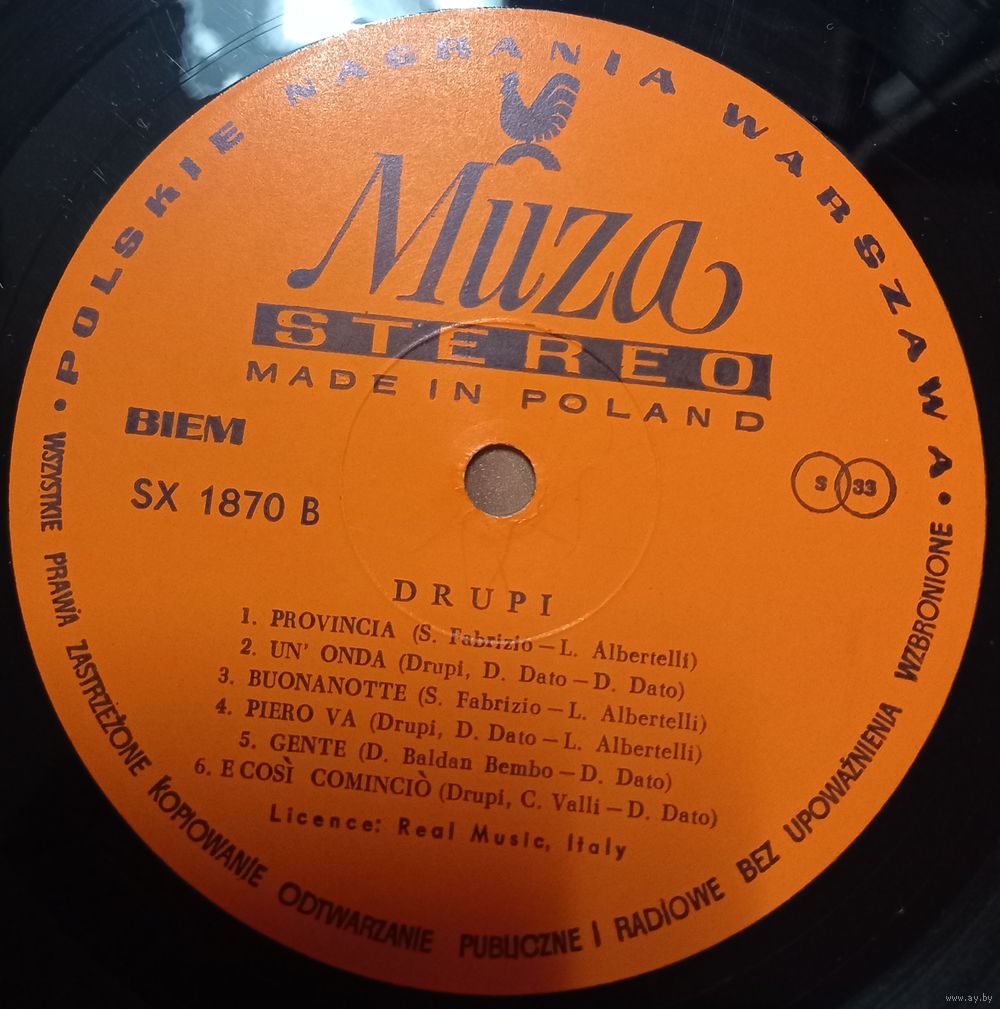 • POLSKIE NAGRANIA WARSZAWA •
Muza
STEREO
MADE IN POLAND
BIEM
SX 1870 B
S 33
DRUPI
1. PROVINCIA (S. Fabrizio — L. Albertelli)
2. UN' ONDA (Drupi, D. Dato — D. Dato)
3. BUONANOTTE (S. Fabrizio — L. Albertelli)
4. PIERO VA (Drupi, D. Dato — L. Albertelli)
5. GENTE (D. Baldan Bembo — D. Dato)
6. E COSÌ COMINCIÒ (Drupi, C. Valli — D. Dato)
Licence: Real Music, Italy
WSZYSTKIE PRAWA ZASTRZEŻONE KOPIOWANIE ODTWARZANIE PUBLICZNE I RADIOWE BEZ UPOWAŻNIENIA WZBRONIONE
www.ay.by